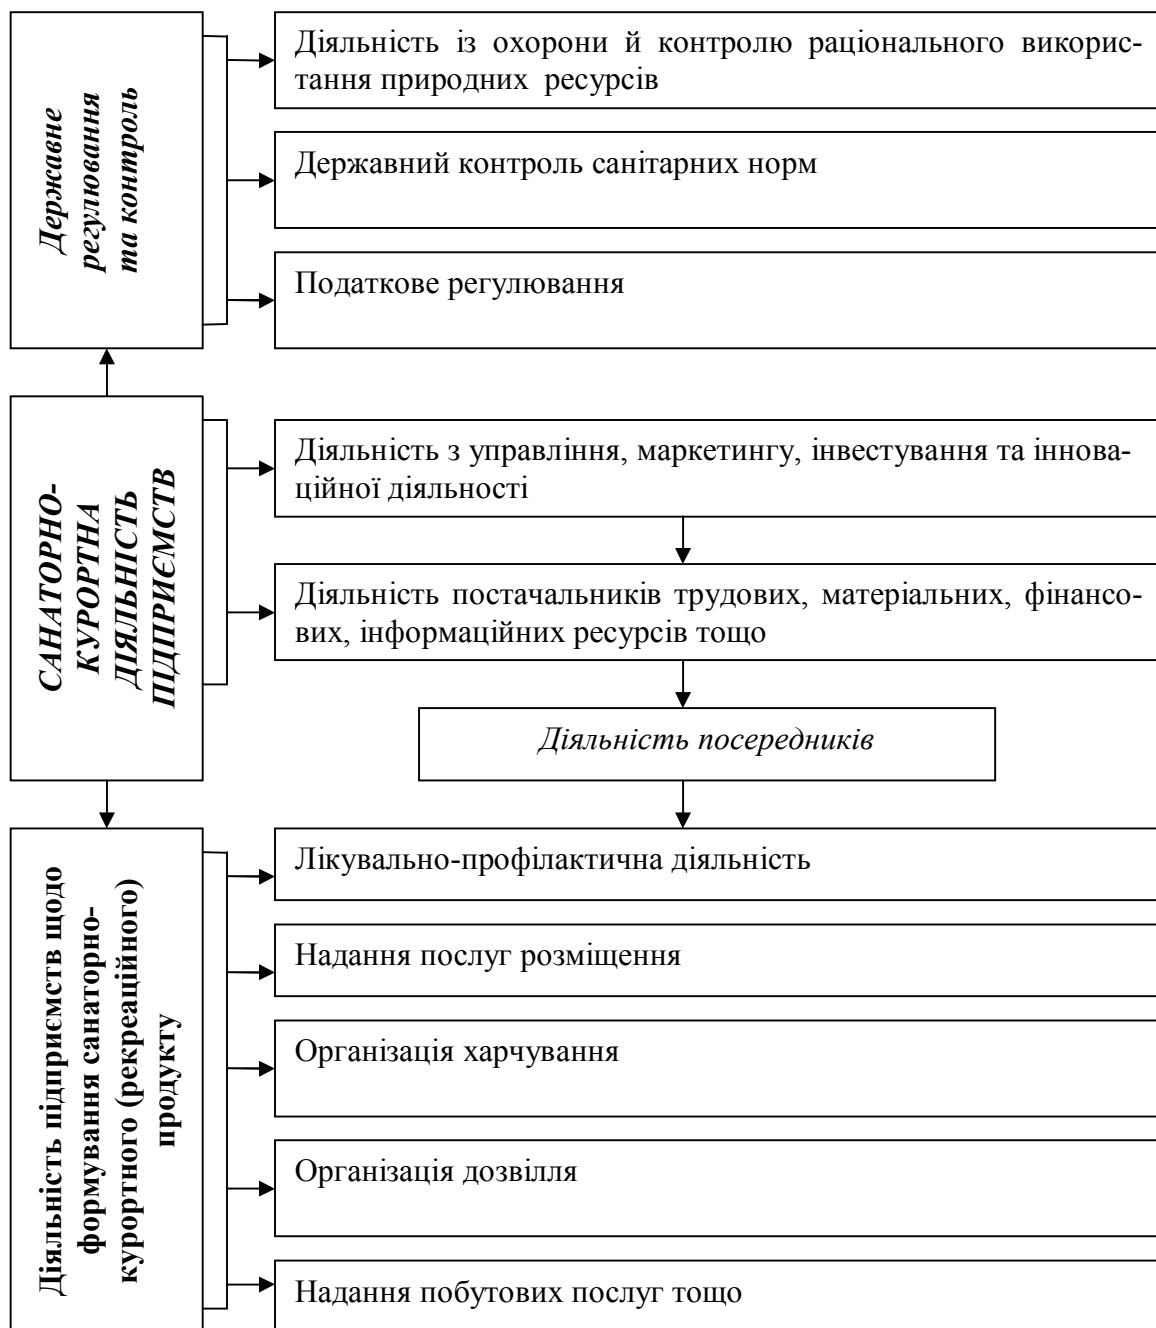 Державне
регулювання
та контроль
Діяльність із охорони й контролю раціонального використання
тання природних ресурсів
Державний контроль санітарних норм
Податкове регулювання
САНАТОРНО-
КУРОРТНА
ДІЯЛЬНІСТЬ
ПІДПРИЄМСТВ
Діяльність з управління, маркетингу, інвестування та іннова-
ційної діяльності
Діяльність постачальників трудових, матеріальних, фінансо-
вих, інформаційних ресурсів тощо
Діяльність посередників
Діяльність підприємств щодо
формування санаторно-
курортного (рекреаційного)
продукту
Лікувально-профілактична діяльність
Надання послуг розміщення
Організація харчування
Організація дозвілля
Надання побутових послуг тощо